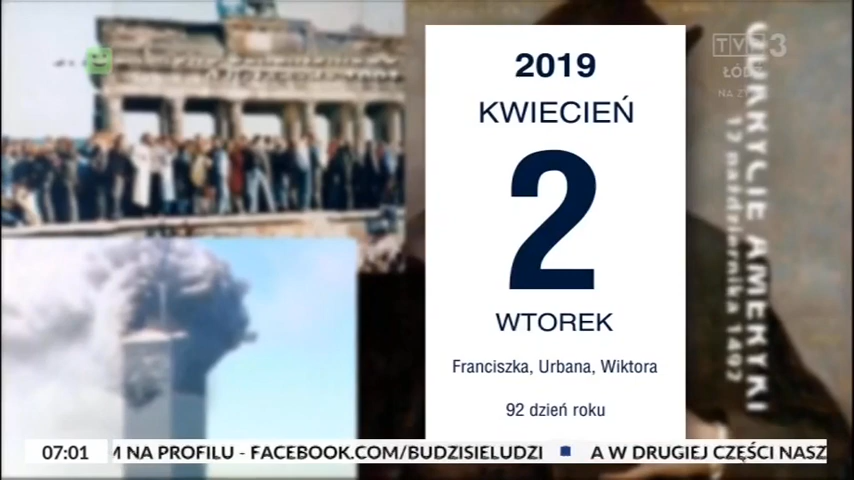 2019
KWIECIEŃ
2
WTOREK
Franciszka, Urbana, Wiktora
92 dzień roku
TVP3
ŁÓDŹ
ODKRYCIE AMERYKI
12 października 1492
07:01 M NA PROFILU - FACEBOOK.COM/BUDZISIELUDZI ■ A W DRUGIEJ CZĘŚCI NASZ